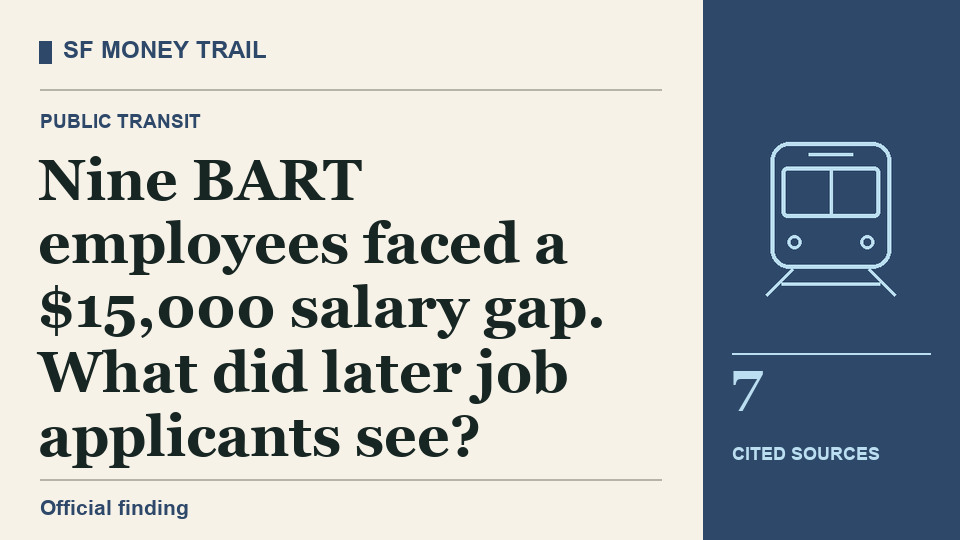 SF MONEY TRAIL
PUBLIC TRANSIT
Nine BART
employees faced a
$15,000 salary gap.
What did later job
applicants see?
Official finding
7
CITED SOURCES